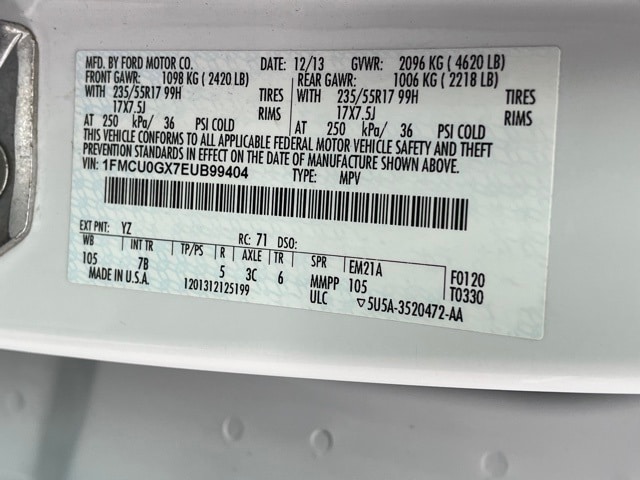 MFD. BY FORD MOTOR CO. DATE: 12/13 GVWR: 2096 KG ( 4620 LB)
FRONT GAWR: 1098 KG ( 2420 LB) REAR GAWR: 1006 KG ( 2218 LB)
WITH 235/55R17 99H TIRES WITH 235/55R17 99H TIRES
17X7.5J RIMS 17X7.5J RIMS
AT 250 kPa/ 36 PSI COLD AT 250 kPa/ 36 PSI COLD
THIS VEHICLE CONFORMS TO ALL APPLICABLE FEDERAL MOTOR VEHICLE SAFETY AND THEFT
PREVENTION STANDARDS IN EFFECT ON THE DATE OF MANUFACTURE SHOWN ABOVE.
VIN: 1FMCU0GX7EUB99404 TYPE: MPV
EXT PNT: YZ RC: 71 DSO:
WB INT TR TP/PS R AXLE TR SPR EM21A F0120
105 7B 5 3C 6 MMPP 105 T0330
MADE IN U.S.A. 1201312125199 ULC ▽5U5A-3520472-AA